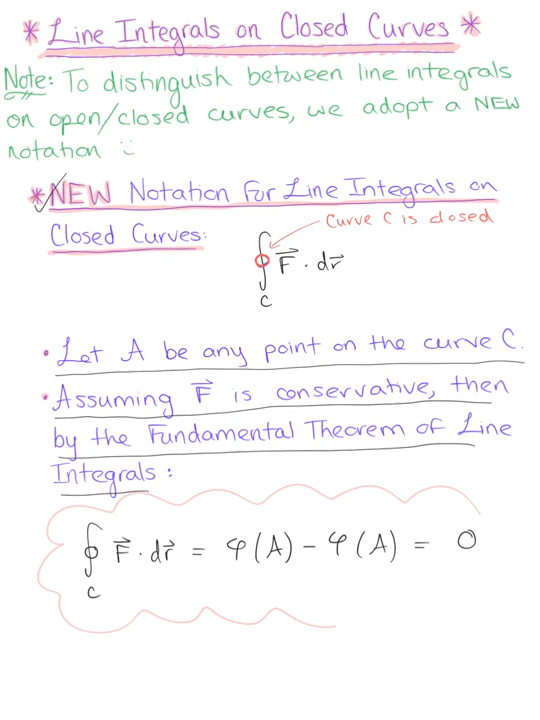 * Line Integrals on Closed Curves *
Note: To distinguish between line integrals
on open/closed curves, we adopt a NEW
notation
*NEW Notation for Line Integrals on
Closed Curves:
Curve C is closed
∮_C F⃗ · dr⃗
• Let A be any point on the curve C.
• Assuming F⃗ is conservative, then
by the Fundamental Theorem of Line
Integrals:
∮_C F⃗ · dr⃗ = φ(A) − φ(A) = 0